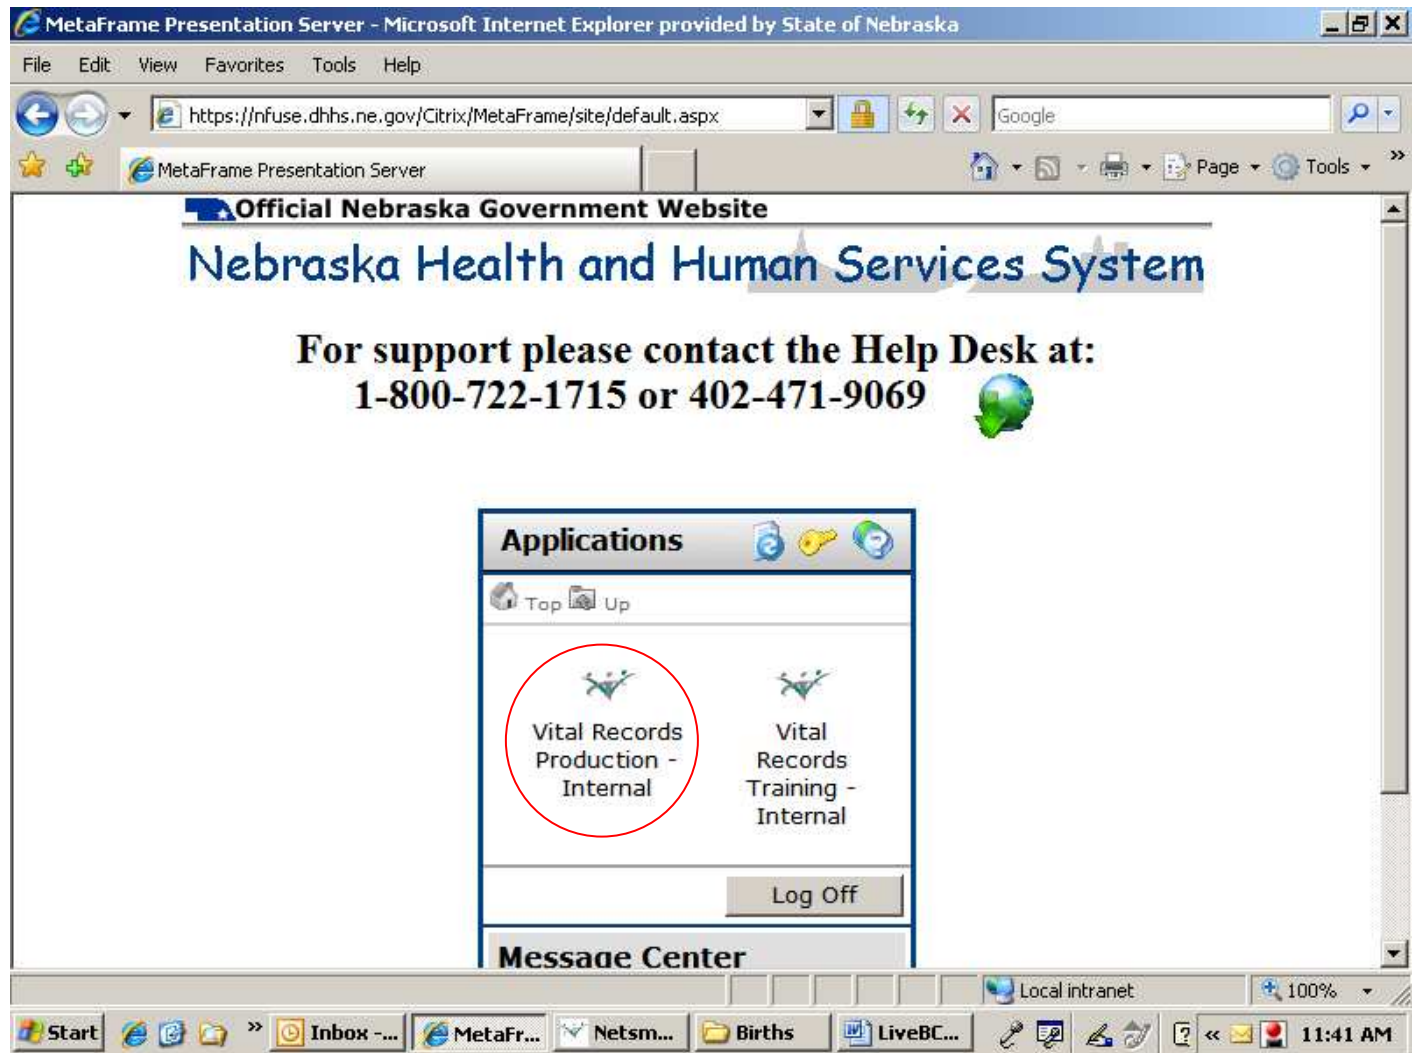 MetaFrame Presentation Server - Microsoft Internet Explorer provided by State of Nebraska
File Edit View Favorites Tools Help
https://nfuse.dhhs.ne.gov/Citrix/MetaFrame/site/default.aspx Google
MetaFrame Presentation Server Page Tools »
Official Nebraska Government Website
Nebraska Health and Human Services System
For support please contact the Help Desk at:
1-800-722-1715 or 402-471-9069
Applications
Top Up
Vital Records
Production -
Internal
Vital
Records
Training -
Internal
Log Off
Message Center
Local intranet 100%
Start » Inbox -... MetaFr... Netsm... Births LiveBC... « 11:41 AM